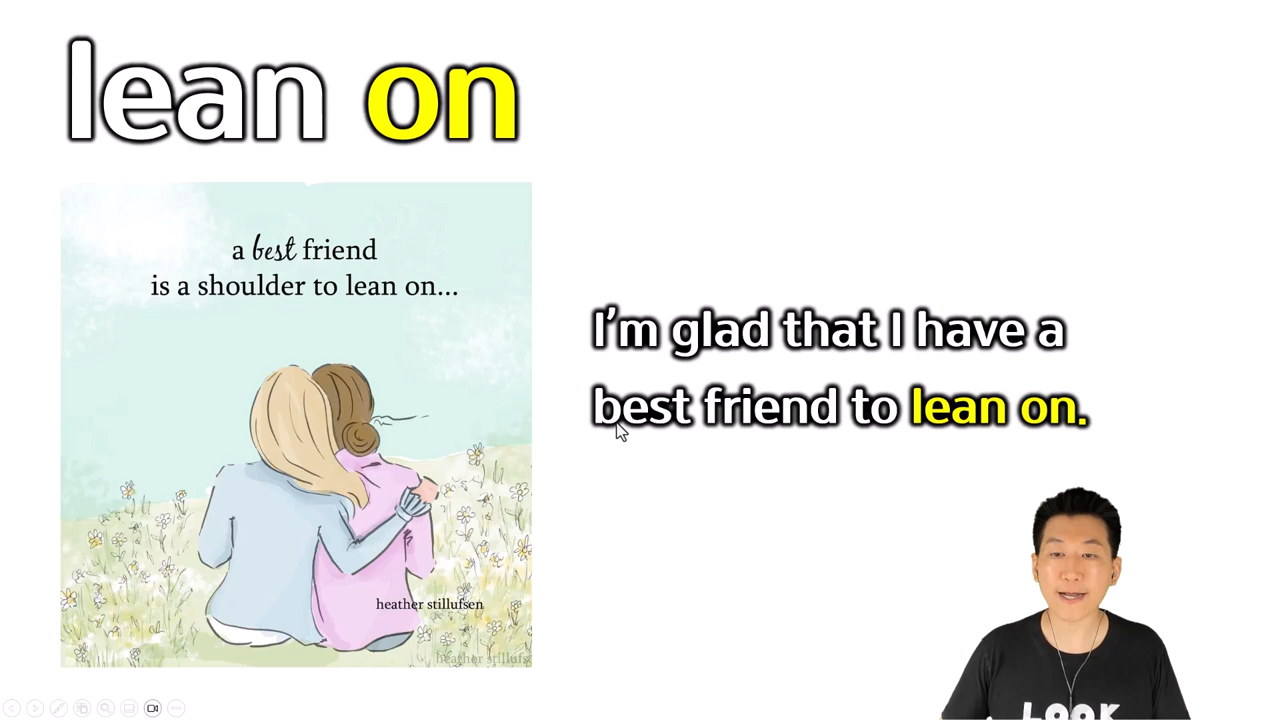 lean on
a best friend
is a shoulder to lean on...
heather stillufsen
I'm glad that I have a
best friend to lean on.
LOOK